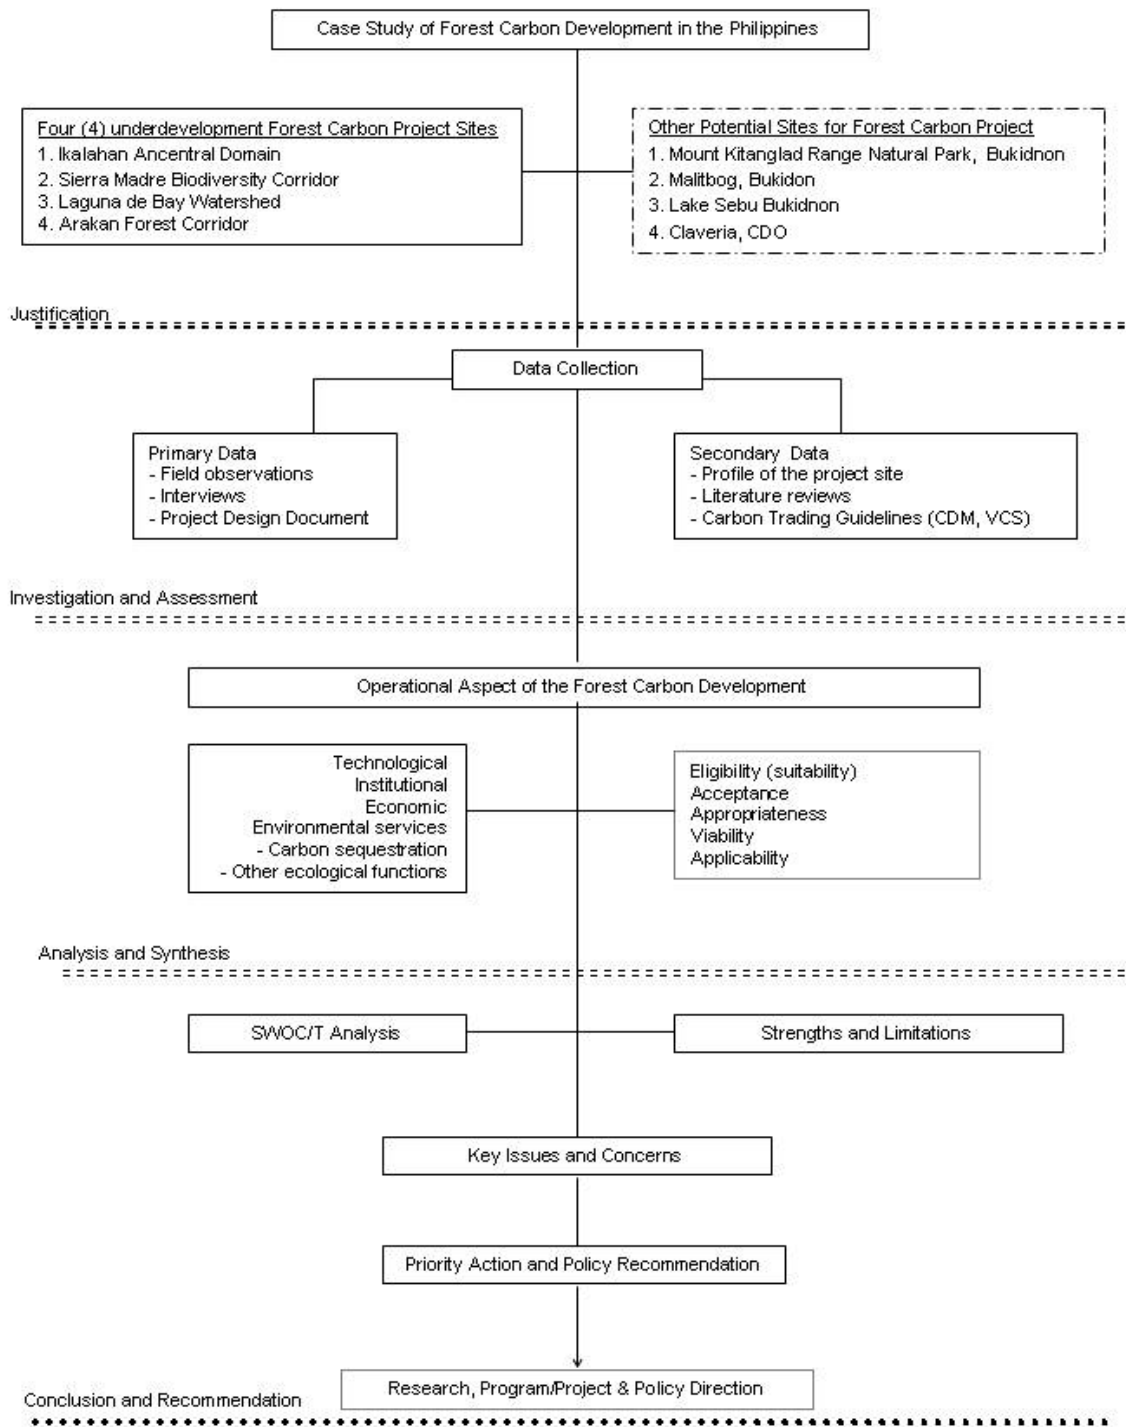 Case Study of Forest Carbon Development in the Philippines
Four (4) underdevelopment Forest Carbon Project Sites
1. Ikalahan Ancentral Domain
2. Sierra Madre Biodiversity Corridor
3. Laguna de Bay Watershed
4. Arakan Forest Corridor
Other Potential Sites for Forest Carbon Project
1. Mount Kitanglad Range Natural Park, Bukidnon
2. Malitbog, Bukidon
3. Lake Sebu Bukidnon
4. Claveria, CDO
Justification
Data Collection
Primary Data
- Field observations
- Interviews
- Project Design Document
Secondary Data
- Profile of the project site
- Literature reviews
- Carbon Trading Guidelines (CDM, VCS)
Investigation and Assessment
Operational Aspect of the Forest Carbon Development
Technological
Institutional
Economic
Environmental services
- Carbon sequestration
- Other ecological functions
Eligibility (suitability)
Acceptance
Appropriateness
Viability
Applicability
Analysis and Synthesis
SWOC/T Analysis
Strengths and Limitations
Key Issues and Concerns
Priority Action and Policy Recommendation
Research, Program/Project & Policy Direction
Conclusion and Recommendation